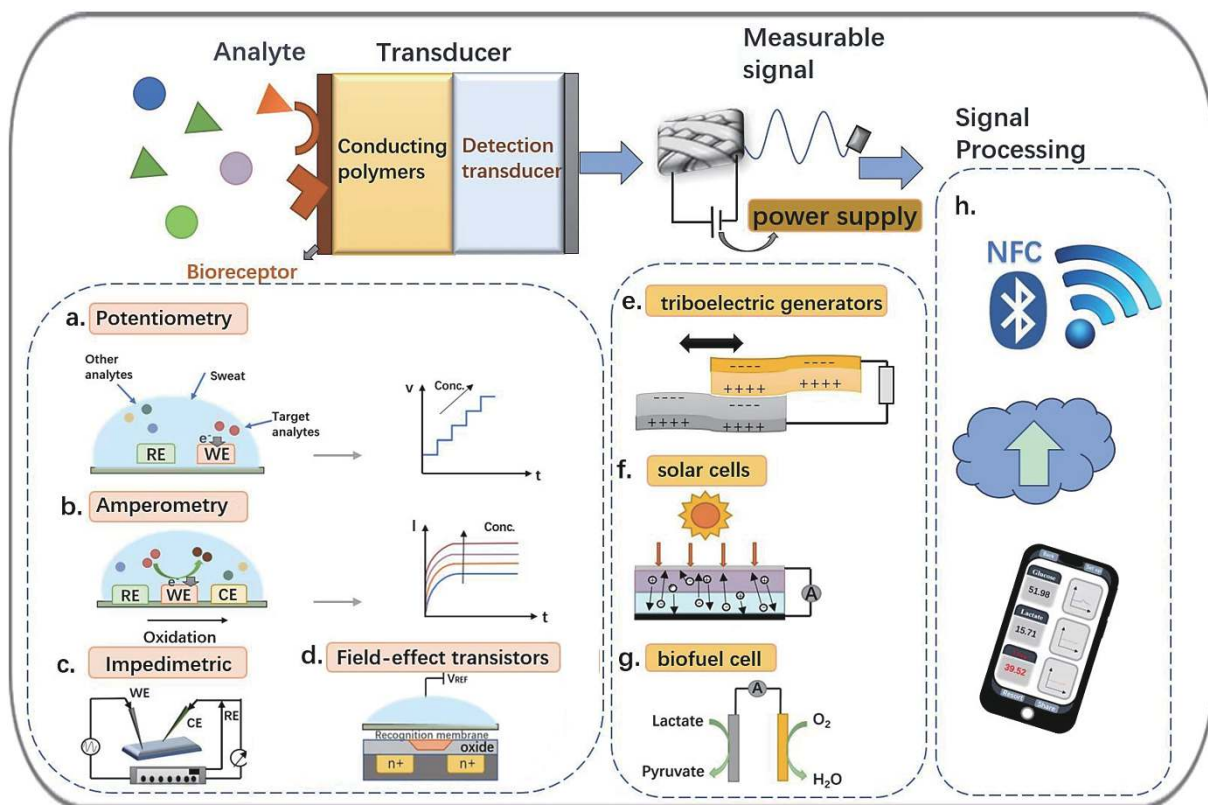 Analyte
Transducer
Measurable
signal
Signal
Processing
Conducting
polymers
Detection
transducer
power supply
Bioreceptor
a. Potentiometry
Other
analytes
Sweat
Target
analytes
e-
RE
WE
V
Conc.
t
b. Amperometry
e-
RE
WE
CE
Oxidation
I
Conc.
t
c. Impedimetric
WE
CE
RE
d. Field-effect transistors
VREF
Recognition membrane
oxide
n+
n+
e. triboelectric generators
- - - -
- - - -
+ + + +
+ + + +
- - - -
- - - -
+ + + +
+ + + +
f. solar cells
A
g. biofuel cell
A
Lactate
O2
Pyruvate
H2O
h.
NFC
Back
Glucose
51.98
Lactate
15.71
39.52
Resort
Share